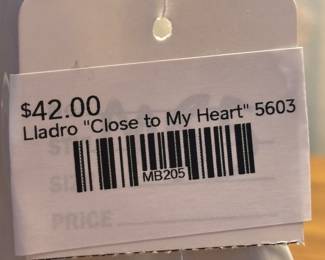 $42.00
Lladro "Close to My Heart" 5603
MB205
PRICE